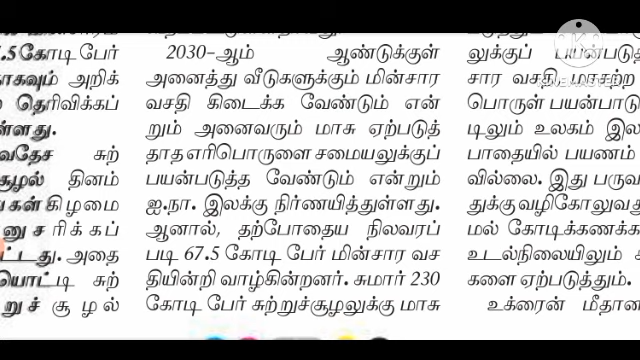 .5 கோடி பேர்
ாகவும் அறிக்
தெரிவிக்கப்
ள்ளது.
வதேச சுற்
சூழல் தினம்
கிழமை
னுசரிக்கப்
ட்டது. அதை
யொட்டி சுற்
றுச்சூழல்
2030-ஆம் ஆண்டுக்குள்
அனைத்து வீடுகளுக்கும் மின்சார
வசதி கிடைக்க வேண்டும் என்
றும் அனைவரும் மாசு ஏற்படுத்
தாத எரிபொருளை சமையலுக்குப்
பயன்படுத்த வேண்டும் என்றும்
ஐ.நா. இலக்கு நிர்ணயித்துள்ளது.
ஆனால், தற்போதைய நிலவரப்
படி 67.5 கோடி பேர் மின்சார வச
தியின்றி வாழ்கின்றனர். சுமார் 230
கோடி பேர் சுற்றுச்சூழலுக்கு மாசு
லுக்குப் பயன்படுத
சார வசதி, மாசற்ற
பொருள் பயன்பாடு
டிலும் உலகம் இல
பாதையில் பயணம்
வில்லை. இது பருவ
துக்கு வழிகோலுவத
மல் கோடிக்கணக்க
உடல்நிலையிலும்
களை ஏற்படுத்தும்.
உக்ரைன் மீதான